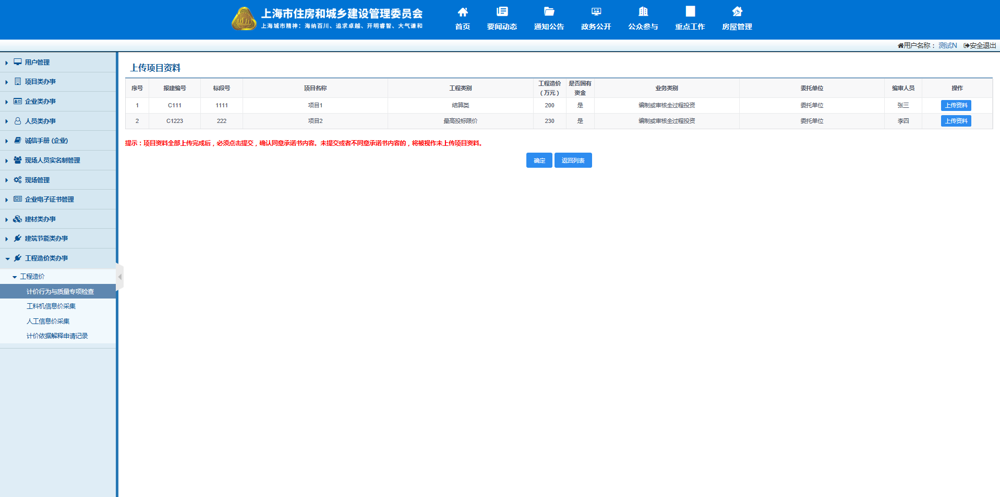 上海市住房和城乡建设管理委员会
上海城市精神：海纳百川、追求卓越、开明睿智、大气谦和
首页
要闻动态
通知公告
政务公开
公众参与
重点工作
房屋管理
用户名称： 测试N 安全退出
用户管理
项目类办事
企业类办事
人员类办事
诚信手册 (企业)
现场人员实名制管理
现场管理
企业电子证书管理
建材类办事
建筑节能类办事
工程造价类办事
工程造价
计价行为与质量专项检查
工料机信息价采集
人工信息价采集
计价依据解释申请记录
上传项目资料
序号 报建编号 标段号 项目名称 工程类别 工程造价（万元） 是否国有资金 业务类别 委托单位 编审人员 操作
1 C111 1111 项目1 结算类 200 是 编制或审核全过程投资 委托单位 张三 上传资料
2 C1223 222 项目2 最高投标限价 230 是 编制或审核全过程投资 委托单位 李四 上传资料
提示：项目资料全部上传完成后，必须点击提交，确认同意承诺书内容。未提交或者不同意承诺书内容的，将被视作未上传项目资料。
确定 返回列表